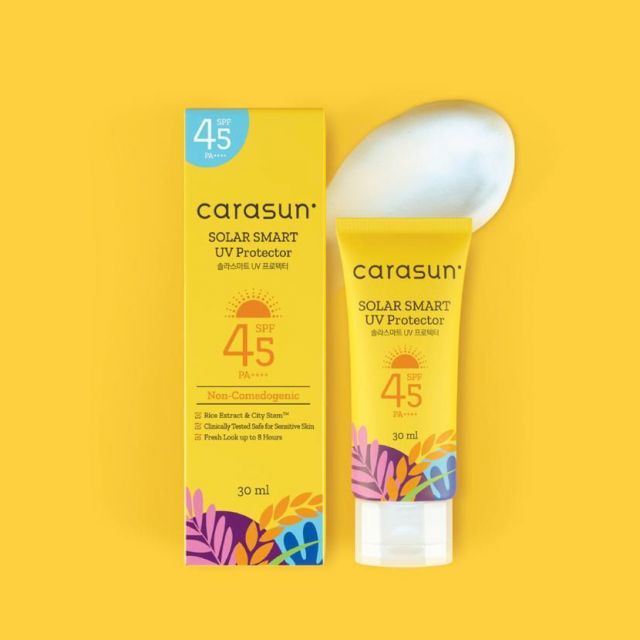 SPF
45
PA++++
carasun
SOLAR SMART
UV Protector
솔라스마트 UV 프로텍터
SPF
45
PA++++
Non-Comedogenic
Rice Extract & City Stem™
Clinically Tested Safe for Sensitive Skin
Fresh Look up to 8 Hours
30 ml
carasun
SOLAR SMART
UV Protector
솔라스마트 UV 프로텍터
SPF
45
PA++++
30 ml